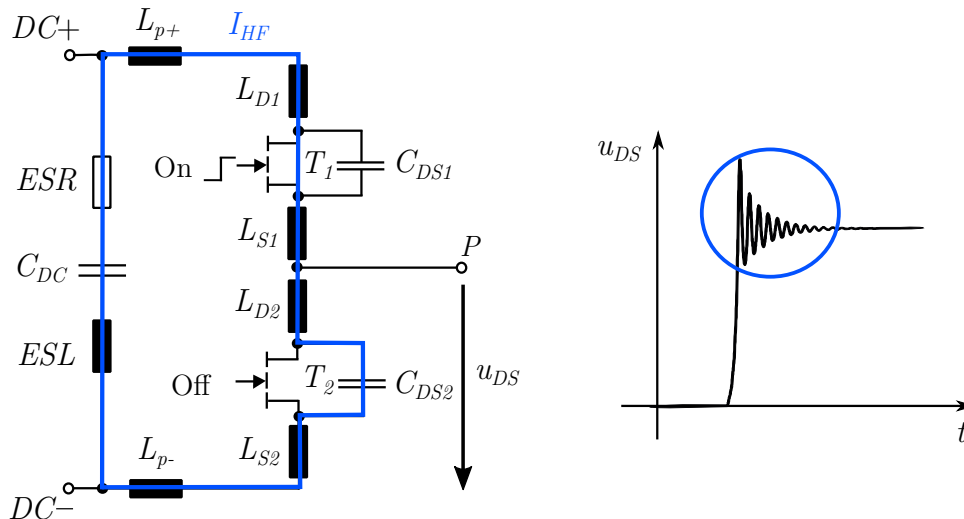 DC+
L_{p+}
I_{HF}
L_{D1}
ESR
On
T_1
C_{DS1}
L_{S1}
C_{DC}
P
L_{D2}
ESL
Off
T_2
C_{DS2}
u_{DS}
L_{p-}
L_{S2}
DC−
u_{DS}
t